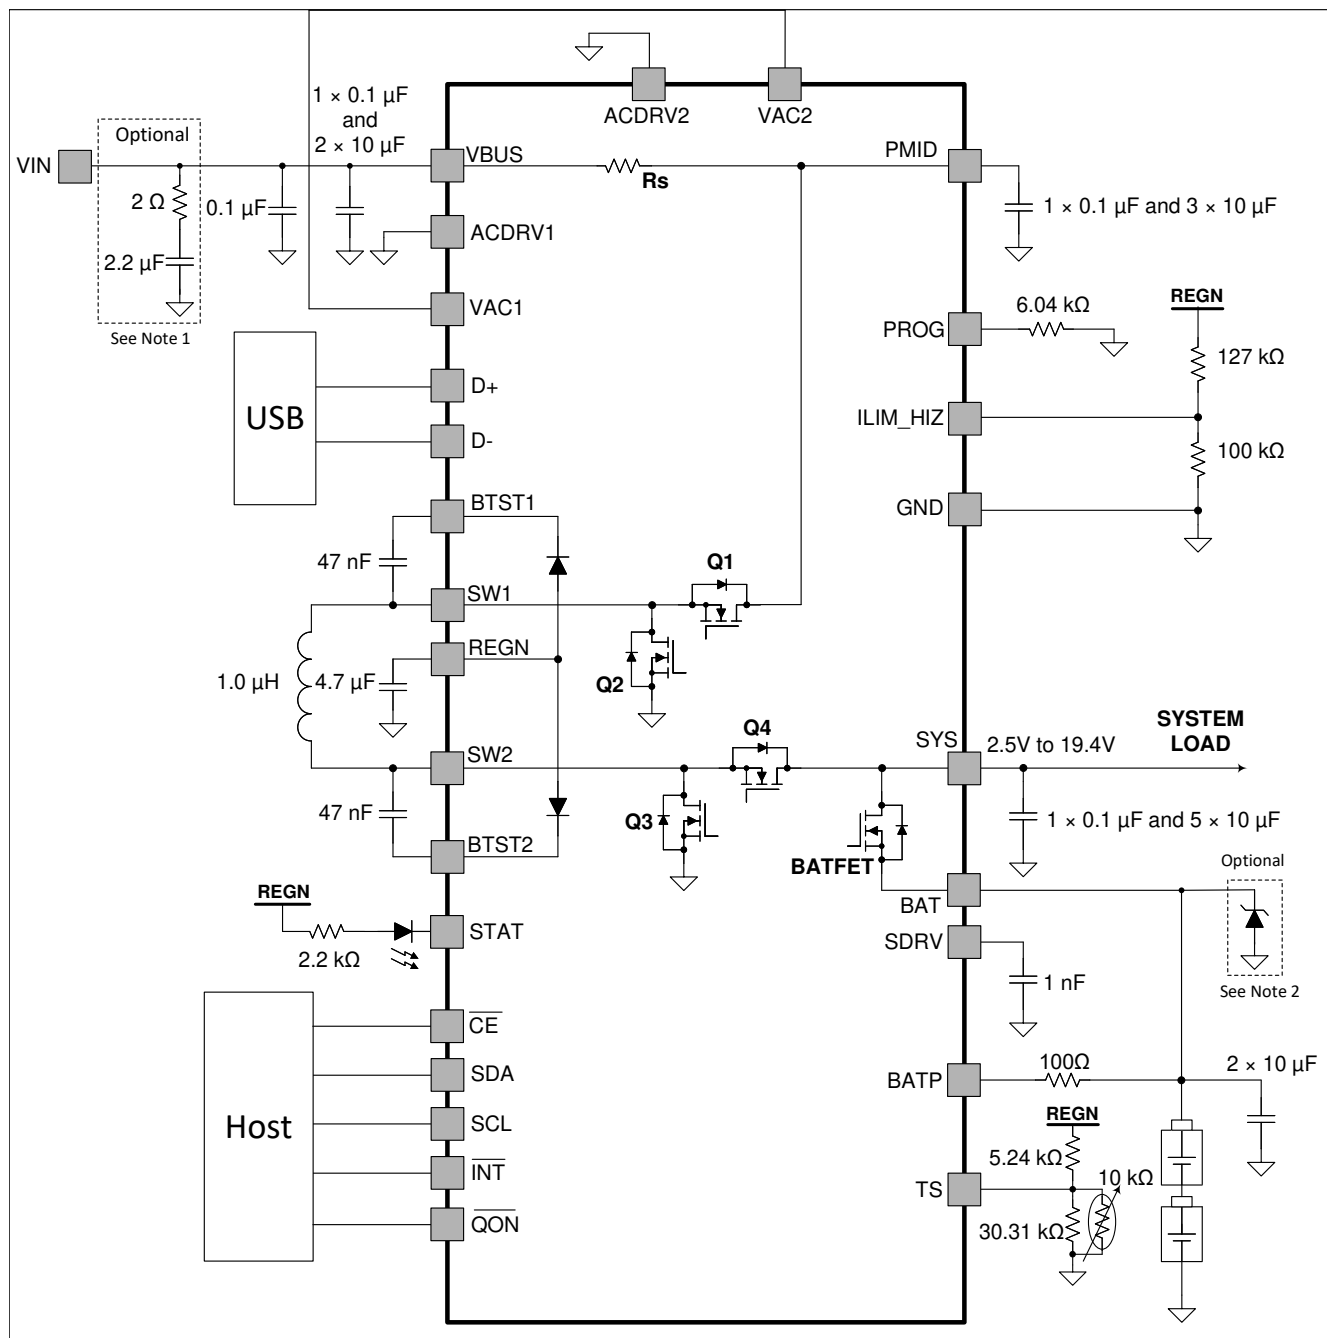 ACDRV2
VAC2
1 × 0.1 µF
and
2 × 10 µF
Optional
VIN
VBUS
Rs
PMID
2 Ω
0.1 µF
2.2 µF
See Note 1
1 × 0.1 µF and 3 × 10 µF
ACDRV1
VAC1
PROG
6.04 kΩ
REGN
127 kΩ
USB
D+
D-
ILIM_HIZ
100 kΩ
GND
BTST1
47 nF
SW1
Q1
REGN
1.0 µH
4.7 µF
Q2
SW2
Q4
SYS
2.5V to 19.4V
SYSTEM
LOAD
47 nF
Q3
1 × 0.1 µF and 5 × 10 µF
BTST2
BATFET
Optional
REGN
BAT
STAT
SDRV
2.2 kΩ
1 nF
See Note 2
Host
CE
SDA
SCL
INT
QON
BATP
100Ω
2 × 10 µF
REGN
5.24 kΩ
TS
10 kΩ
30.31 kΩ